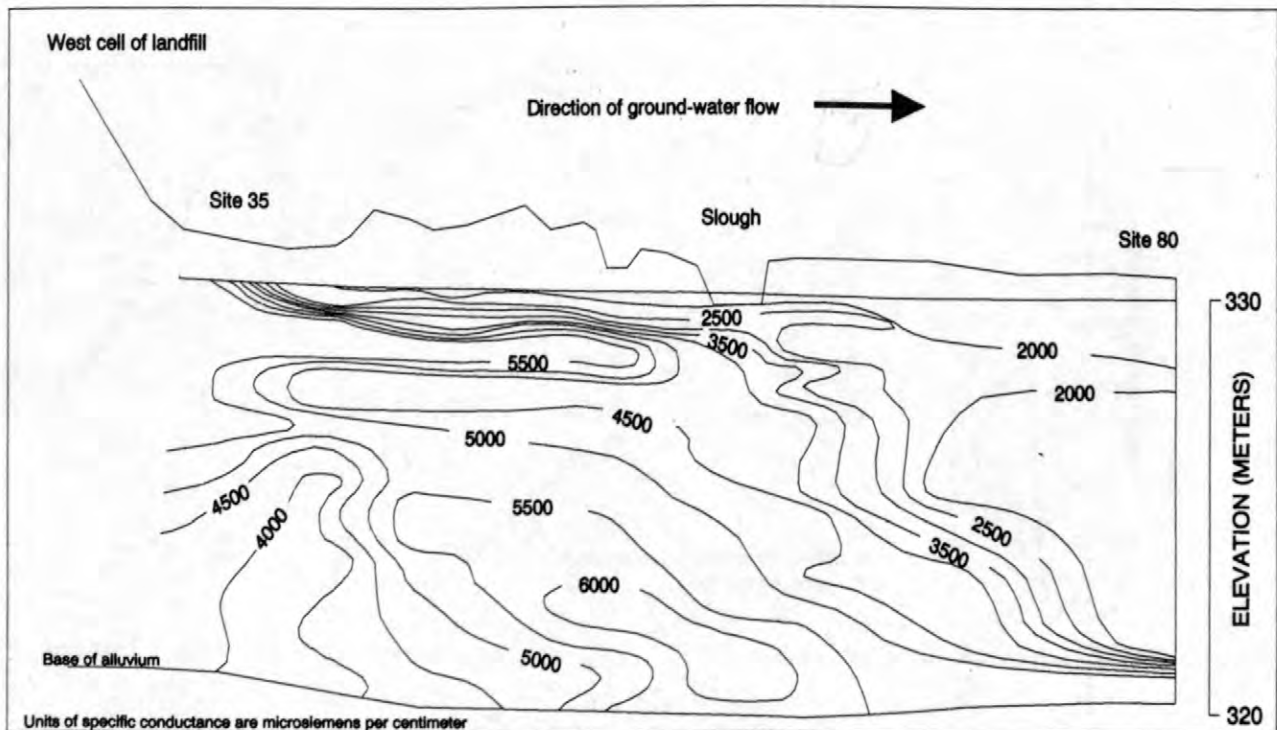 West cell of landfill
Direction of ground-water flow
Site 35
Slough
Site 80
330
2500
3500
2000
5500
2000
4500
5000
4500
5500
4000
2500
3500
6000
5000
ELEVATION (METERS)
Base of alluvium
320
Units of specific conductance are microsiemens per centimeter